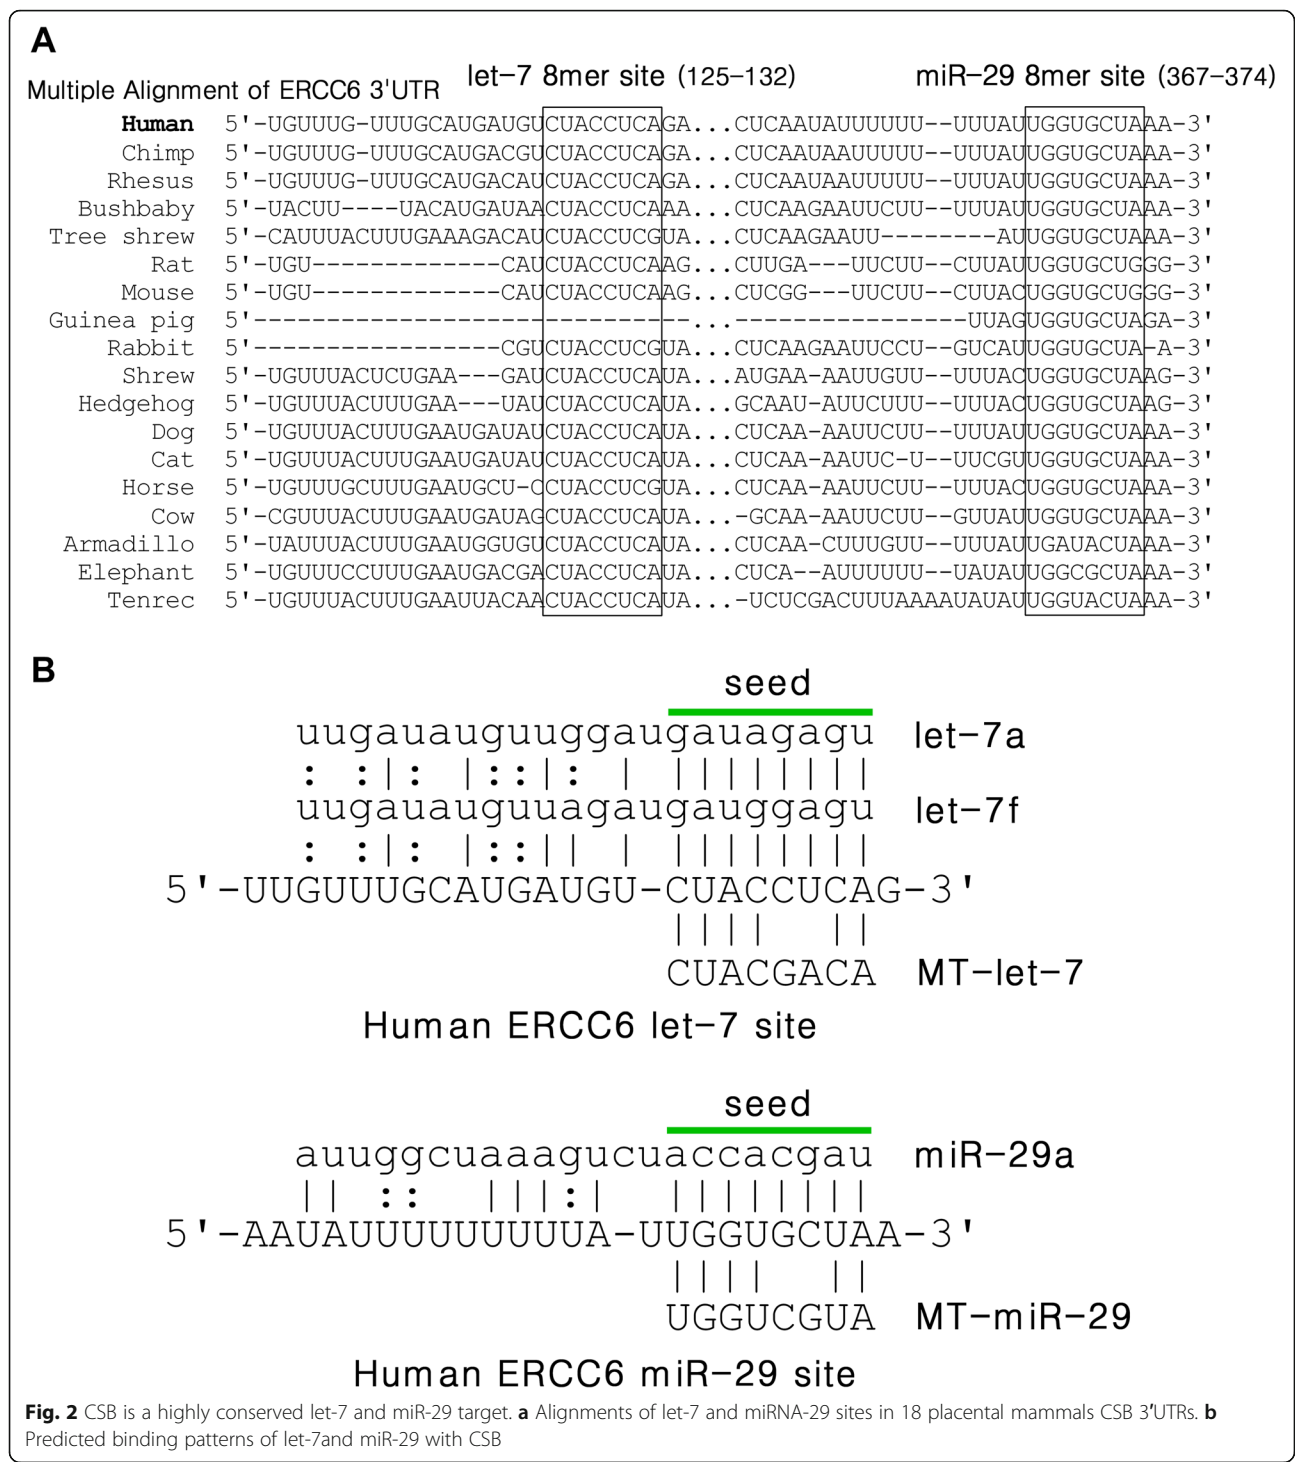 A
Multiple Alignment of ERCC6 3'UTR let-7 8mer site (125-132) miR-29 8mer site (367-374)
Human 5'-UGUUUG-UUUGCAUGAUGUCUACCUCAGA...CUCAAUAUUUUUU--UUUAUUGGUGCUAAA-3'
Chimp 5'-UGUUUG-UUUGCAUGACGUCUACCUCAGA...CUCAAUAAUUUUU--UUUAUUGGUGCUAAA-3'
Rhesus 5'-UGUUUG-UUUGCAUGACAUCUACCUCAGA...CUCAAUAAUUUUU--UUUAUUGGUGCUAAA-3'
Bushbaby 5'-UACUU----UACAUGAUAACUACCUCAAA...CUCAAGAAUUCUU--UUUAUUGGUGCUAAA-3'
Tree shrew 5'-CAUUUACUUUGAAAGACAUCUACCUCGUA...CUCAAGAAUU--------AUUGGUGCUAAA-3'
Rat 5'-UGU-------------CAUCUACCUCAAG...CUUGA---UUCUU--CUUAUUGGUGCUGGG-3'
Mouse 5'-UGU-------------CAUCUACCUCAAG...CUCGG---UUCUU--CUUACUGGUGCUGGG-3'
Guinea pig 5'------------------------------...----------------UUAGUGGUGCUAGA-3'
Rabbit 5'-----------------CGUCUACCUCGUA...CUCAAGAAUUCCU--GUCAUUGGUGCUA-A-3'
Shrew 5'-UGUUUACUCUGAA---GAUCUACCUCAUA...AUGAA-AAUUGUU--UUUACUGGUGCUAAG-3'
Hedgehog 5'-UGUUUACUUUGAA---UAUCUACCUCAUA...GCAAU-AUUCUUU--UUUACUGGUGCUAAG-3'
Dog 5'-UGUUUACUUUGAAUGAUAUCUACCUCAUA...CUCAA-AAUUCUU--UUUAUUGGUGCUAAA-3'
Cat 5'-UGUUUACUUUGAAUGAUAUCUACCUCAUA...CUCAA-AAUUC-U--UUCGUUGGUGCUAAA-3'
Horse 5'-UGUUUGCUUUGAAUGCU-CCUACCUCGUA...CUCAA-AAUUCUU--UUUACUGGUGCUAAA-3'
Cow 5'-CGUUUACUUUGAAUGAUAGCUACCUCAUA...-GCAA-AAUUCUU--GUUAUUGGUGCUAAA-3'
Armadillo 5'-UAUUUACUUUGAAUGGUGUCUACCUCAUA...CUCAA-CUUUGUU--UUUAUUGAUACUAAA-3'
Elephant 5'-UGUUUCCUUUGAAUGACGACUACCUCAUA...CUCA--AUUUUUU--UAUAUUGGCGCUAAA-3'
Tenrec 5'-UGUUUACUUUGAAUUACAACUACCUCAUA...-UCUCGACUUUAAAAUAUAUUGGUACUAAA-3'
B
seed
uugauauguuggaugauagagu let-7a
uugauauguuagaugauggagu let-7f
5'-UUGUUUGCAUGAUGU-CUACCUCAG-3'
CUACGACA MT-let-7
Human ERCC6 let-7 site
seed
auuggcuaaagucuaccacgau miR-29a
5'-AAUAUUUUUUUUUA-UUGGUGCUAA-3'
UGGUCGUA MT-miR-29
Human ERCC6 miR-29 site
Fig. 2 CSB is a highly conserved let-7 and miR-29 target. a Alignments of let-7 and miRNA-29 sites in 18 placental mammals CSB 3′UTRs. b
Predicted binding patterns of let-7and miR-29 with CSB